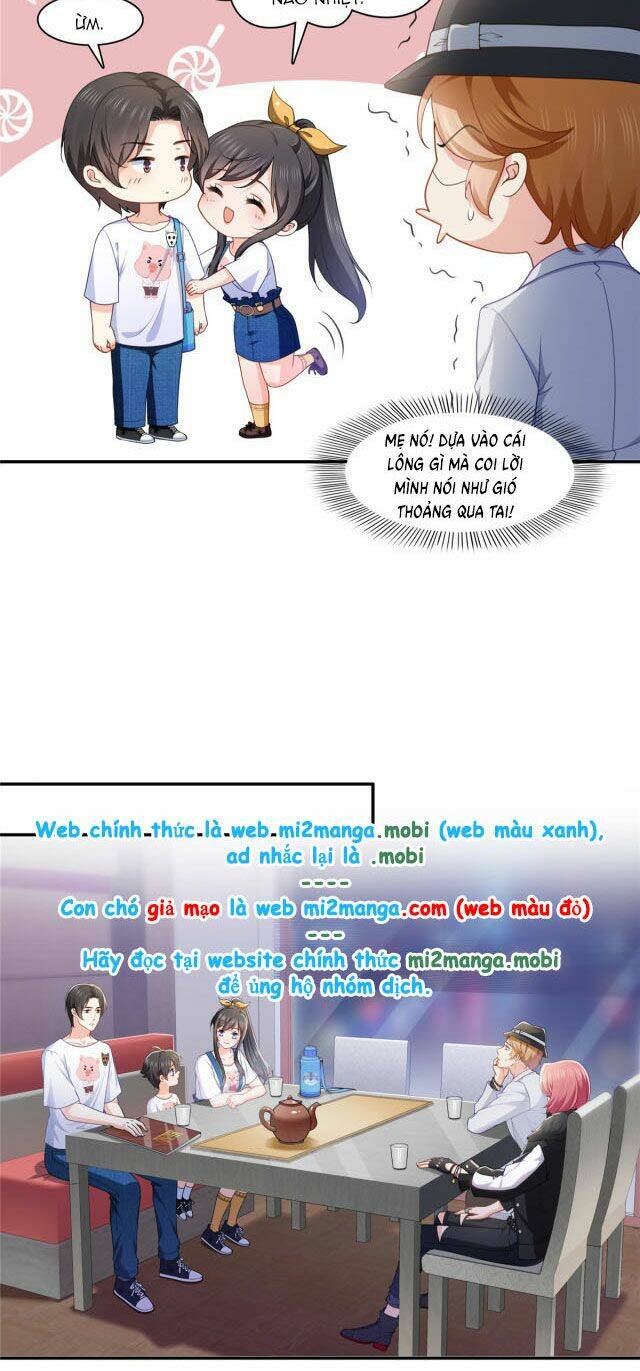 ỪM.
NÁO NHIỆT.
MẸ NÓ! DỰA VÀO CÁI
LÔNG GÌ MÀ COI LỜI
MÌNH NÓI NHƯ GIÓ
THOẢNG QUA TAI!
Web chính thức là web mi2manga.mobi (web màu xanh),
ad nhắc lại là .mobi
----
Con chó giả mạo là web mi2manga.com (web màu đỏ)
---
Hãy đọc tại website chính thức mi2manga.mobi
để ủng hộ nhóm dịch.